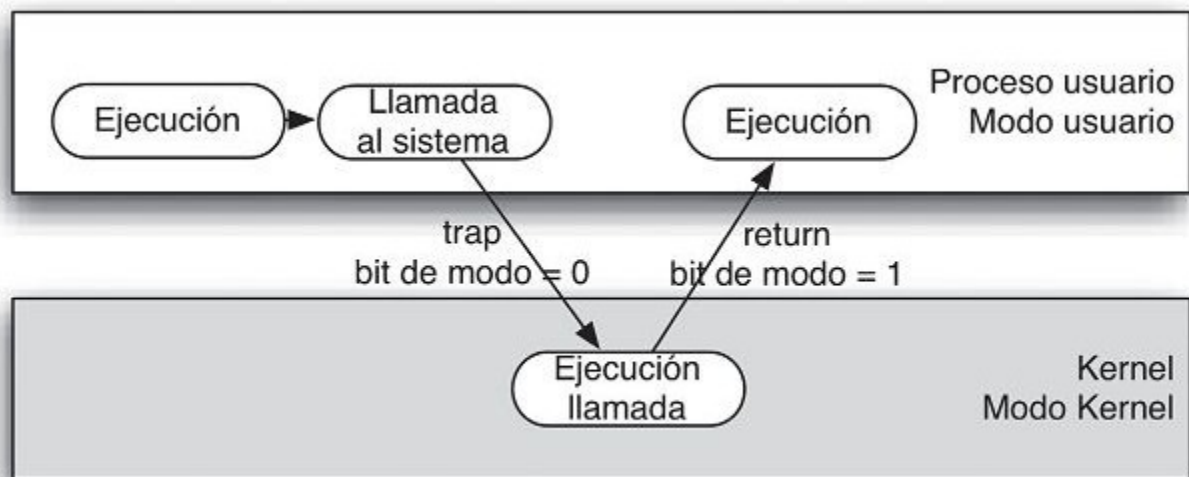 Ejecución
Llamada
al sistema
Ejecución
Proceso usuario
Modo usuario
trap
bit de modo = 0
return
bit de modo = 1
Ejecución
llamada
Kernel
Modo Kernel